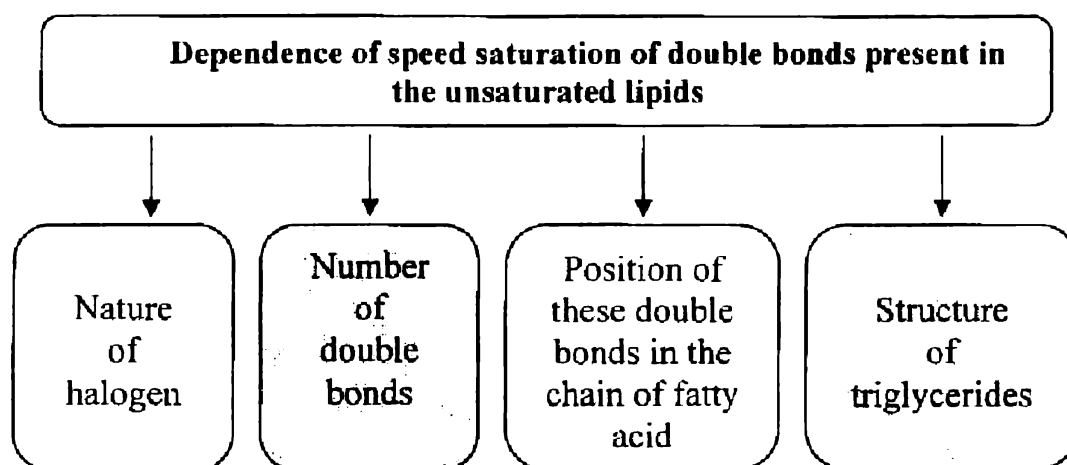 Dependence of speed saturation of double bonds present in
the unsaturated lipids
Nature
of
halogen
Number
of
double
bonds
Position of
these double
bonds in the
chain of fatty
acid
Structure
of
triglycerides